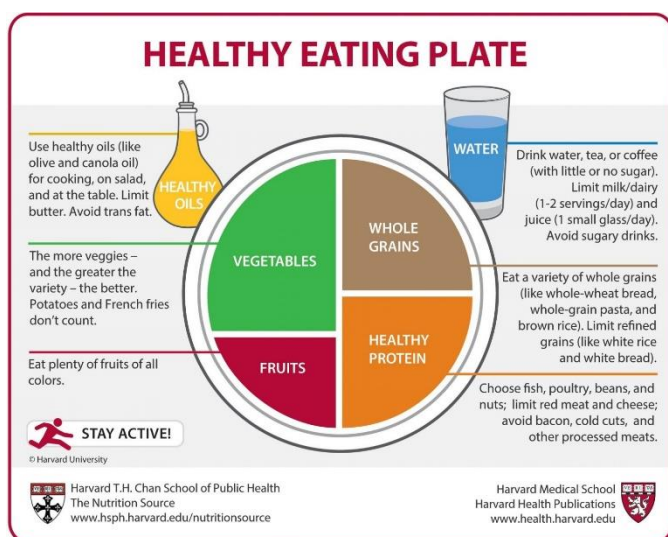 HEALTHY EATING PLATE
Use healthy oils (like
olive and canola oil)
for cooking, on salad,
and at the table. Limit
butter. Avoid trans fat.
HEALTHY
OILS
The more veggies –
and the greater the
variety – the better.
Potatoes and French fries
don't count.
Eat plenty of fruits of all
colors.
VEGETABLES
FRUITS
WHOLE
GRAINS
HEALTHY
PROTEIN
WATER
Drink water, tea, or coffee
(with little or no sugar).
Limit milk/dairy
(1-2 servings/day) and
juice (1 small glass/day).
Avoid sugary drinks.
Eat a variety of whole grains
(like whole-wheat bread,
whole-grain pasta, and
brown rice). Limit refined
grains (like white rice
and white bread).
Choose fish, poultry, beans, and
nuts; limit red meat and cheese;
avoid bacon, cold cuts, and
other processed meats.
STAY ACTIVE!
© Harvard University
Harvard T.H. Chan School of Public Health
The Nutrition Source
www.hsph.harvard.edu/nutritionsource
Harvard Medical School
Harvard Health Publications
www.health.harvard.edu